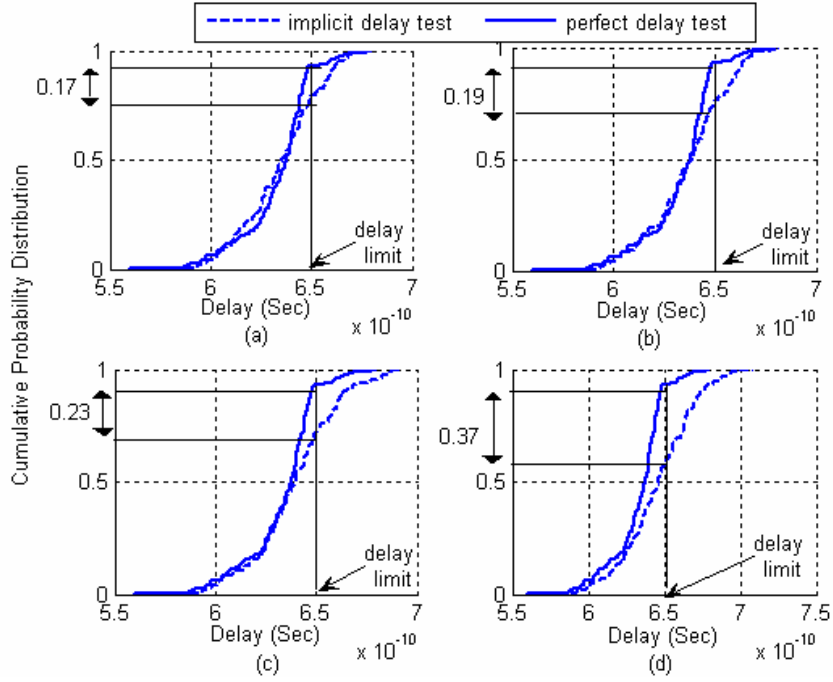 implicit delay test perfect delay test
Cumulative Probability Distribution
1
0.5
0
0.17
delay
limit
5.5 6 6.5 7
Delay (Sec)
x 10^-10
(a)
1
0.5
0
0.19
delay
limit
5.5 6 6.5 7
Delay (Sec)
x 10^-10
(b)
1
0.5
0
0.23
delay
limit
5.5 6 6.5 7
Delay (Sec)
x 10^-10
(c)
1
0.5
0
0.37
delay
limit
5.5 6 6.5 7 7.5
Delay (Sec)
x 10^-10
(d)